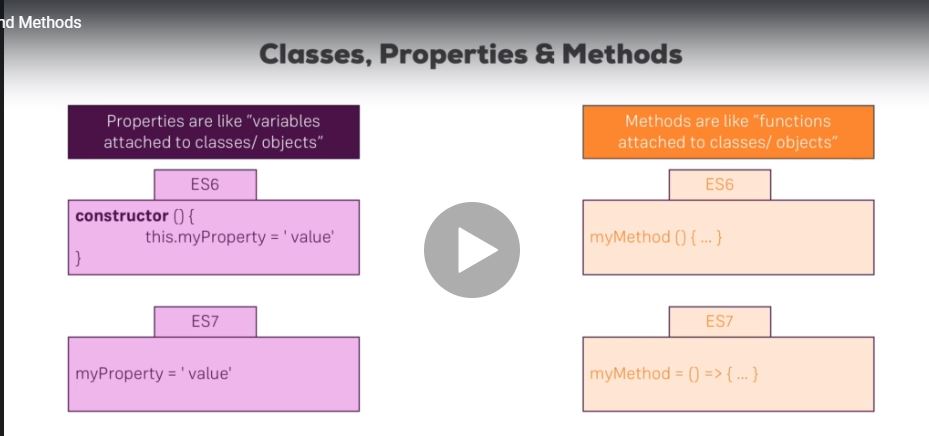 nd Methods
Classes, Properties & Methods
Properties are like "variables
attached to classes/ objects"
ES6
constructor () {
this.myProperty = ' value'
}
ES7
myProperty = ' value'
Methods are like "functions
attached to classes/ objects"
ES6
myMethod () { ... }
ES7
myMethod = () => { ... }